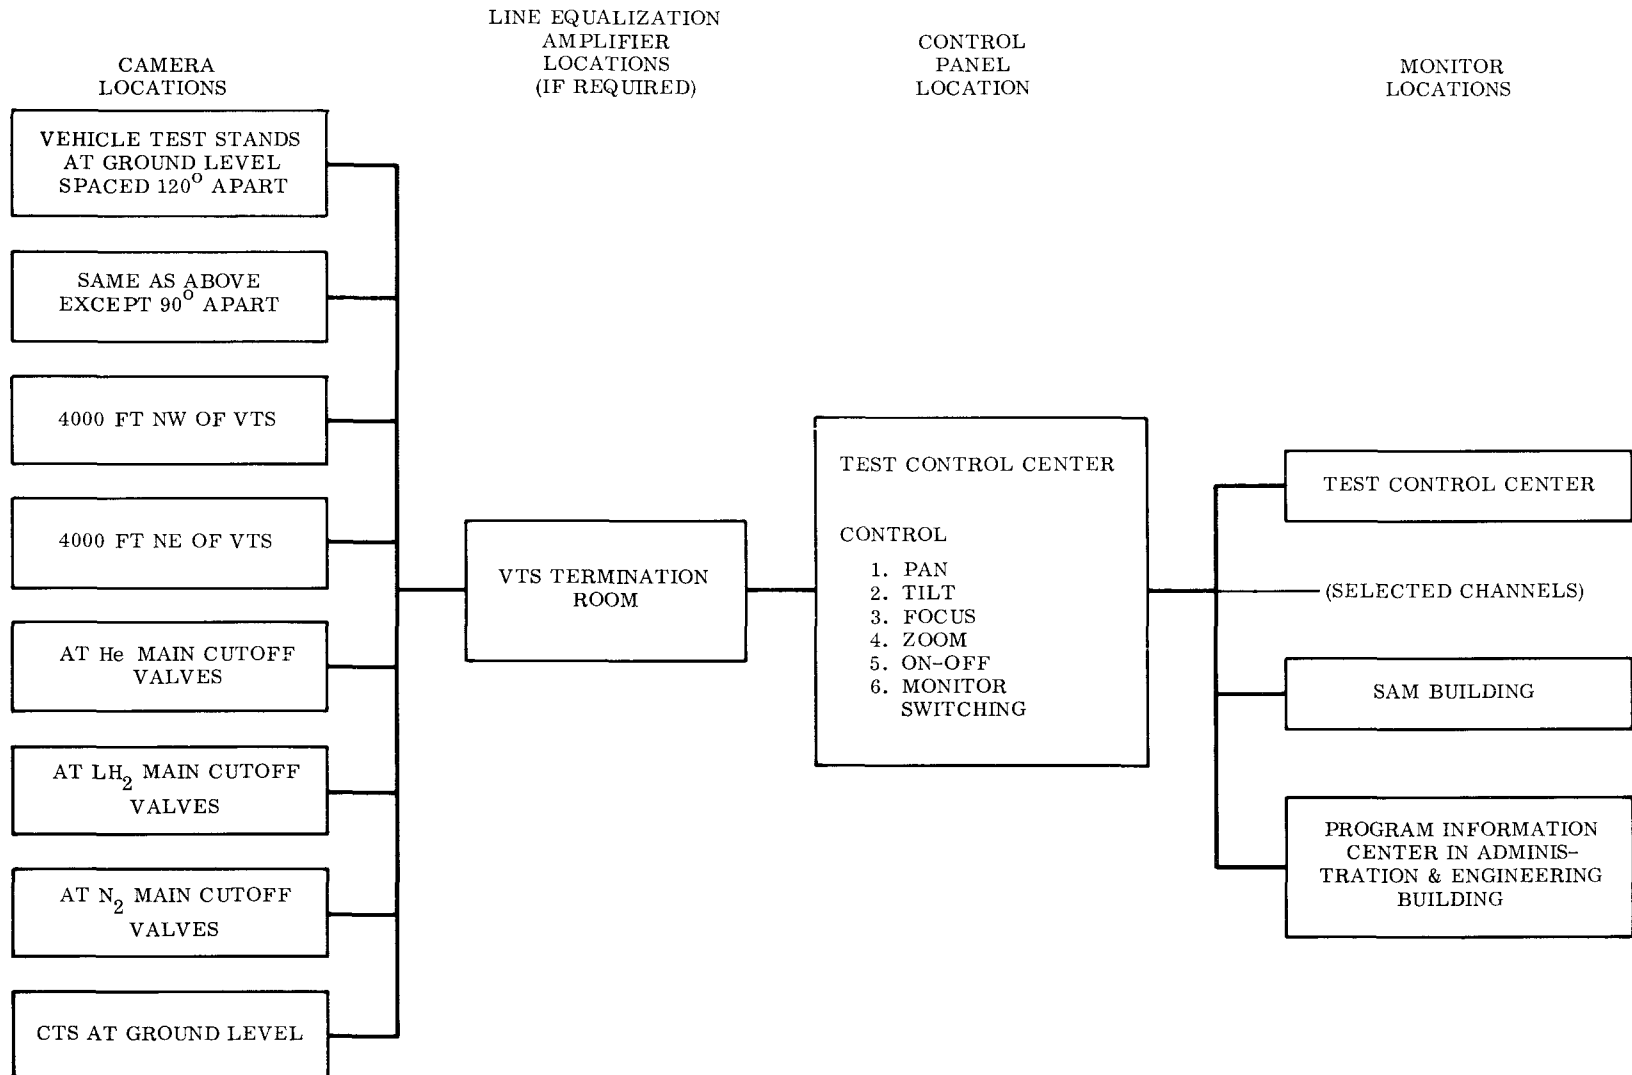 CAMERA
LOCATIONS
LINE EQUALIZATION
AMPLIFIER
LOCATIONS
(IF REQUIRED)
CONTROL
PANEL
LOCATION
MONITOR
LOCATIONS
VEHICLE TEST STANDS
AT GROUND LEVEL
SPACED 120° APART
SAME AS ABOVE
EXCEPT 90° APART
4000 FT NW OF VTS
4000 FT NE OF VTS
AT He MAIN CUTOFF
VALVES
AT LH₂ MAIN CUTOFF
VALVES
AT N₂ MAIN CUTOFF
VALVES
CTS AT GROUND LEVEL
VTS TERMINATION
ROOM
TEST CONTROL CENTER
CONTROL
1. PAN
2. TILT
3. FOCUS
4. ZOOM
5. ON-OFF
6. MONITOR
SWITCHING
TEST CONTROL CENTER
(SELECTED CHANNELS)
SAM BUILDING
PROGRAM INFORMATION
CENTER IN ADMINIS-
TRATION & ENGINEERING
BUILDING